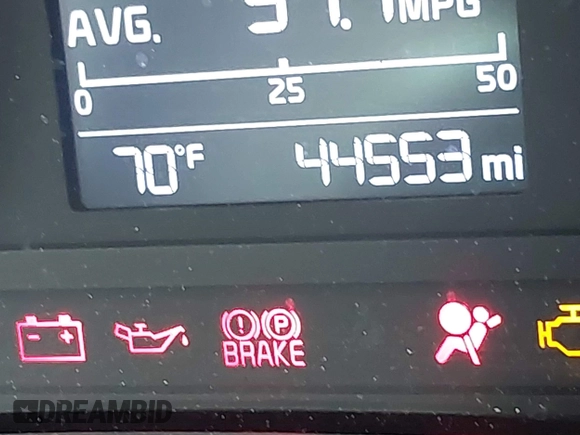 AVG. MPG
0 25 50
70°F 44553 mi
! P
BRAKE
DREAMBID